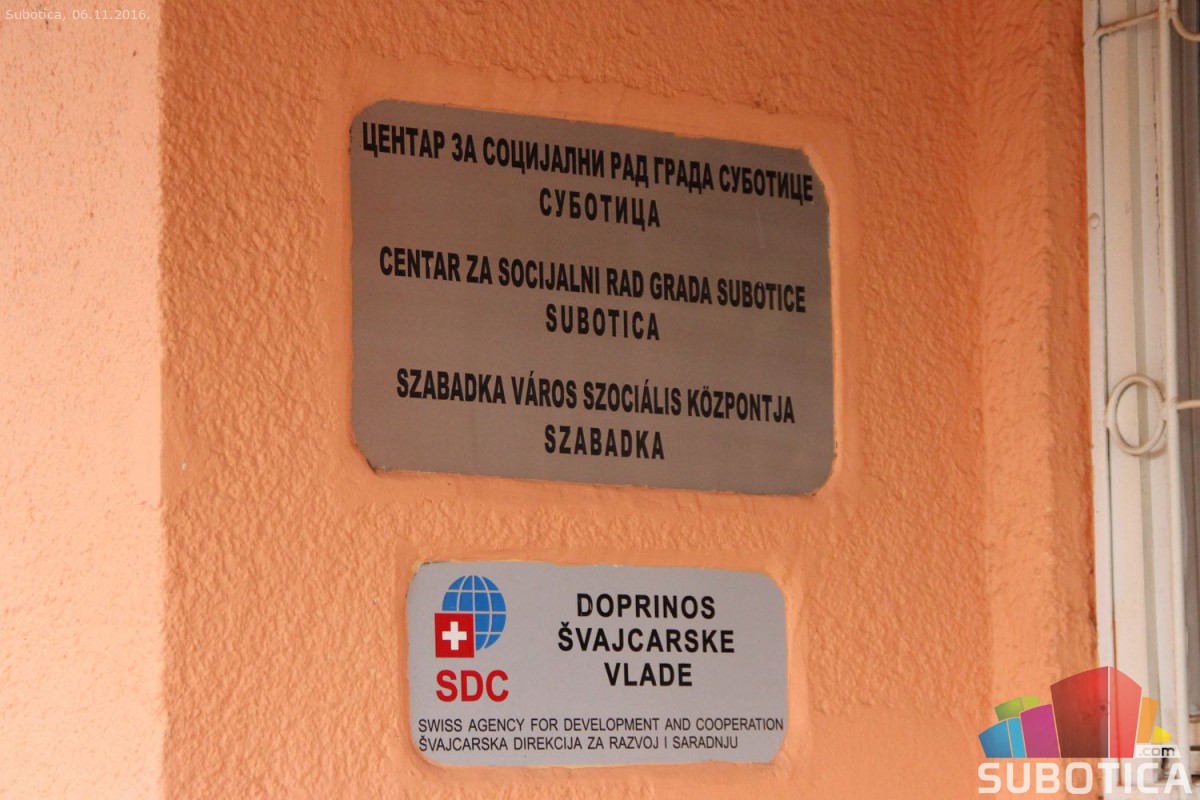 Subotica, 06.11.2016.
ЦЕНТАР ЗА СОЦИЈАЛНИ РАД ГРАДА СУБОТИЦЕ
СУБОТИЦА
CENTAR ZA SOCIJALNI RAD GRADA SUBOTICE
SUBOTICA
SZABADKA VÁROS SZOCIÁLIS KÖZPONTJA
SZABADKA
SDC
DOPRINOS
ŠVAJCARSKE
VLADE
SWISS AGENCY FOR DEVELOPMENT AND COOPERATION
ŠVAJCARSKA DIREKCIJA ZA RAZVOJ I SARADNJU
.com
SUBOTICA